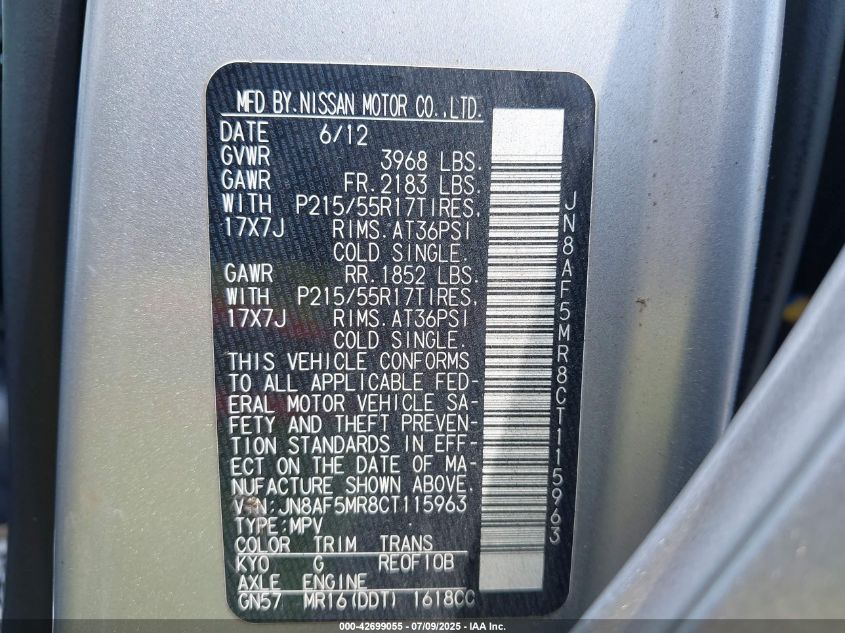 MFD BY.NISSAN MOTOR CO.,LTD.
DATE 6/12
GVWR 3968 LBS.
GAWR FR.2183 LBS.
WITH P215/55R17TIRES,
17X7J RIMS.AT36PSI
COLD SINGLE.
GAWR RR.1852 LBS.
WITH P215/55R17TIRES,
17X7J RIMS.AT36PSI
COLD SINGLE.
THIS VEHICLE CONFORMS
TO ALL APPLICABLE FED-
ERAL MOTOR VEHICLE SA-
FETY AND THEFT PREVEN-
TION STANDARDS IN EFF-
ECT ON THE DATE OF MA-
NUFACTURE SHOWN ABOVE.
VIN:JN8AF5MR8CT115963
TYPE:MPV
COLOR TRIM TRANS
KY0 G RE0F10B
AXLE ENGINE
GN57 MR16(DDT) 1618CC
JN8AF5MR8CT115963
000-42699055 - 07/09/2025 - IAA Inc.